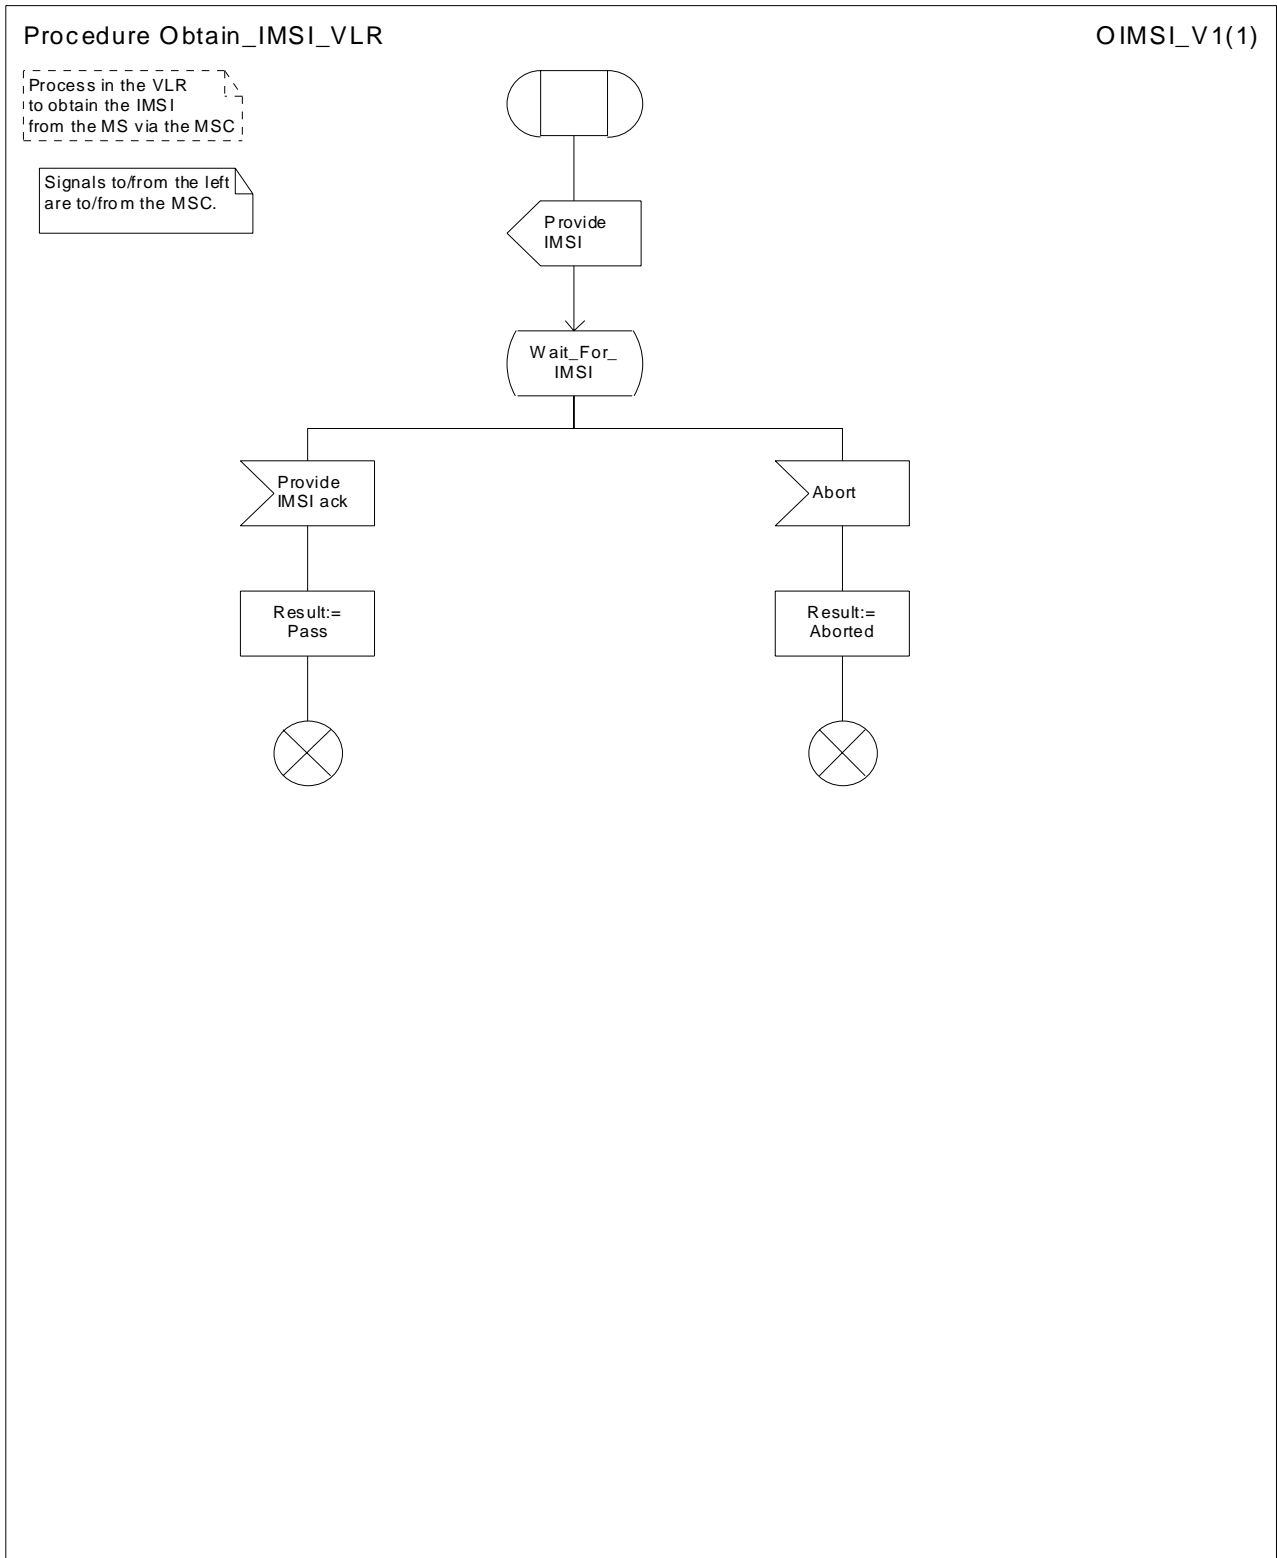 Procedure Obtain_IMSI_VLR
OIMSI_V1(1)
Process in the VLR
to obtain the IMSI
from the MS via the MSC
Signals to/from the left
are to/from the MSC.
Provide
IMSI
Wait_For_
IMSI
Provide
IMSI ack
Abort
Result:=
Pass
Result:=
Aborted